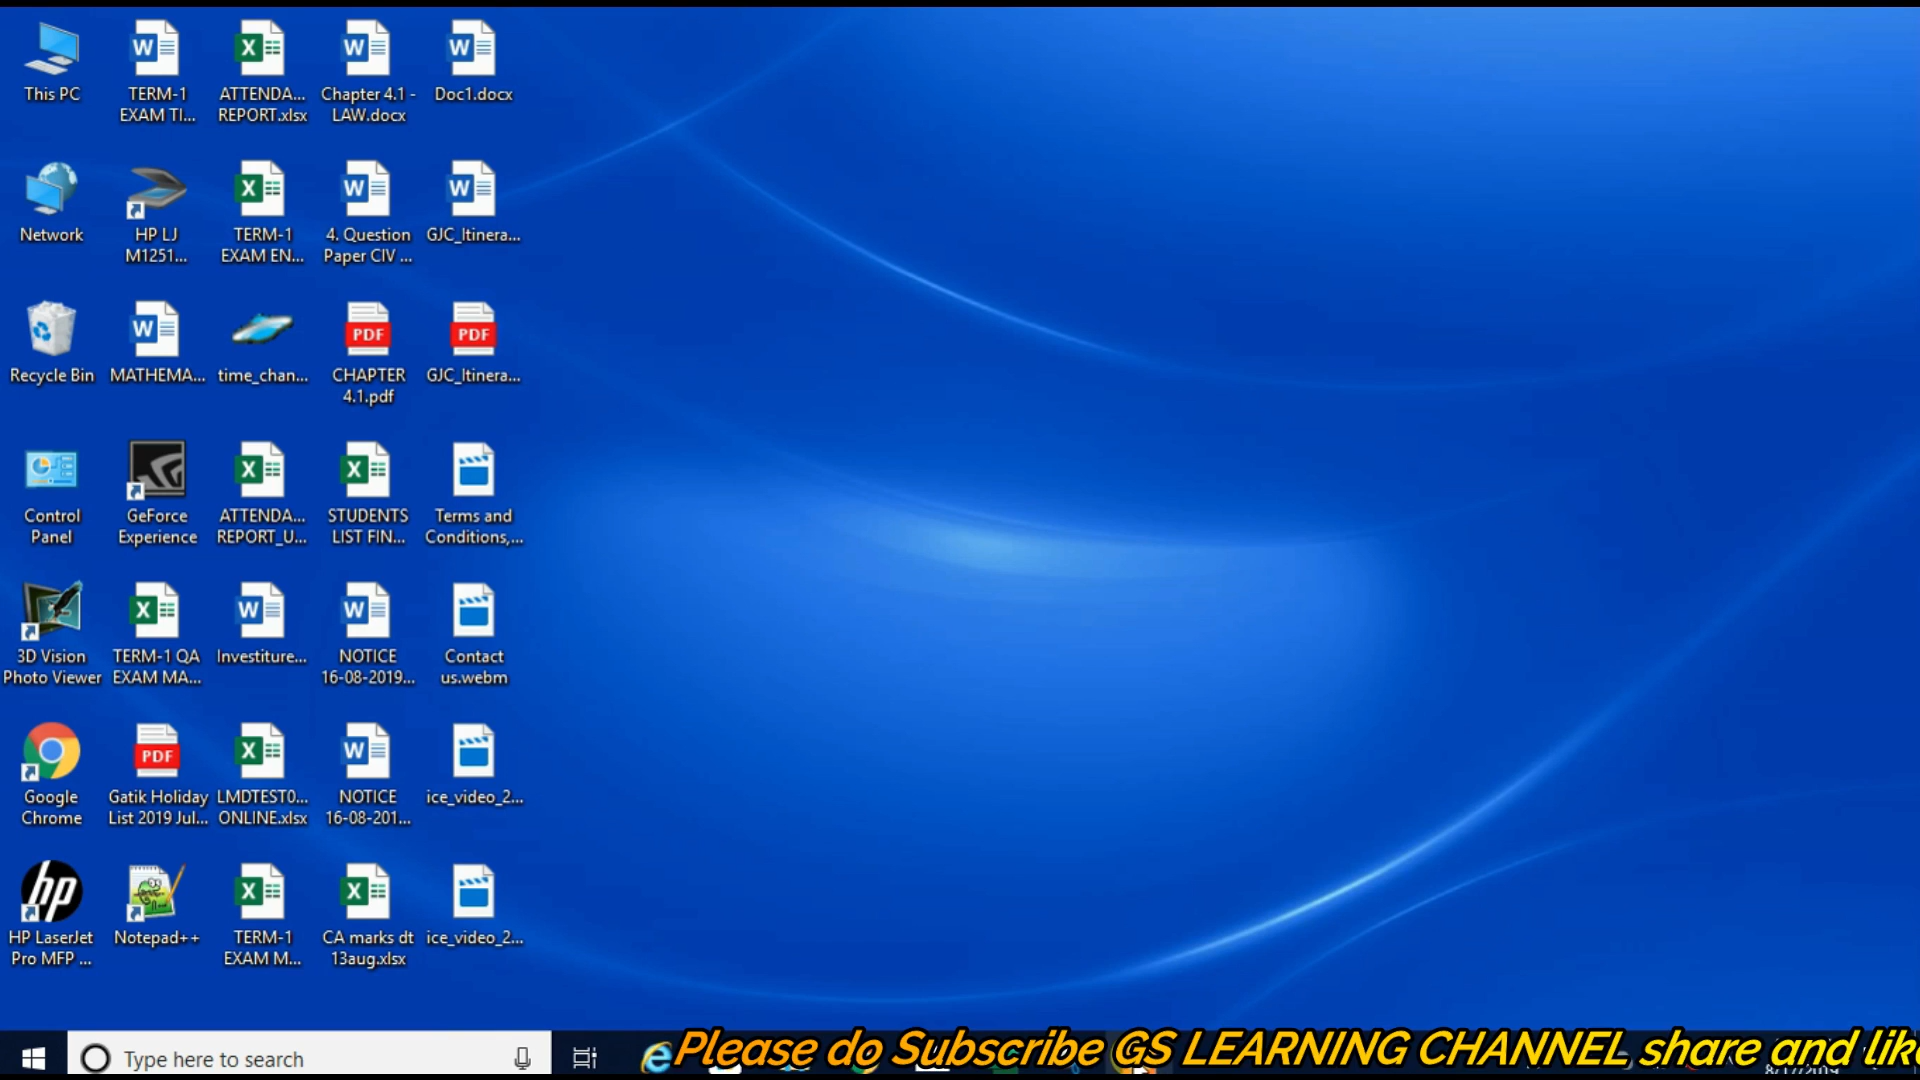 This PC
TERM-1
EXAM TI...
ATTENDA...
REPORT.xlsx
Chapter 4.1 -
LAW.docx
Doc1.docx
Network
HP LJ
M1251...
TERM-1
EXAM EN...
4. Question
Paper CIV ...
GJC_Itinera...
Recycle Bin
MATHEMA...
time_chan...
PDF
CHAPTER
4.1.pdf
PDF
GJC_Itinera...
Control
Panel
GeForce
Experience
ATTENDA...
REPORT_U...
STUDENTS
LIST FIN...
Terms and
Conditions,...
3D Vision
Photo Viewer
TERM-1 QA
EXAM MA...
Investiture...
NOTICE
16-08-2019...
Contact
us.webm
Google
Chrome
PDF
Gatik Holiday
List 2019 Jul...
LMDTEST0...
ONLINE.xlsx
NOTICE
16-08-201...
ice_video_2...
hp
HP LaserJet
Pro MFP ...
Notepad++
TERM-1
EXAM M...
CA marks dt
13aug.xlsx
ice_video_2...
Type here to search
Please do Subscribe GS LEARNING CHANNEL share and lik